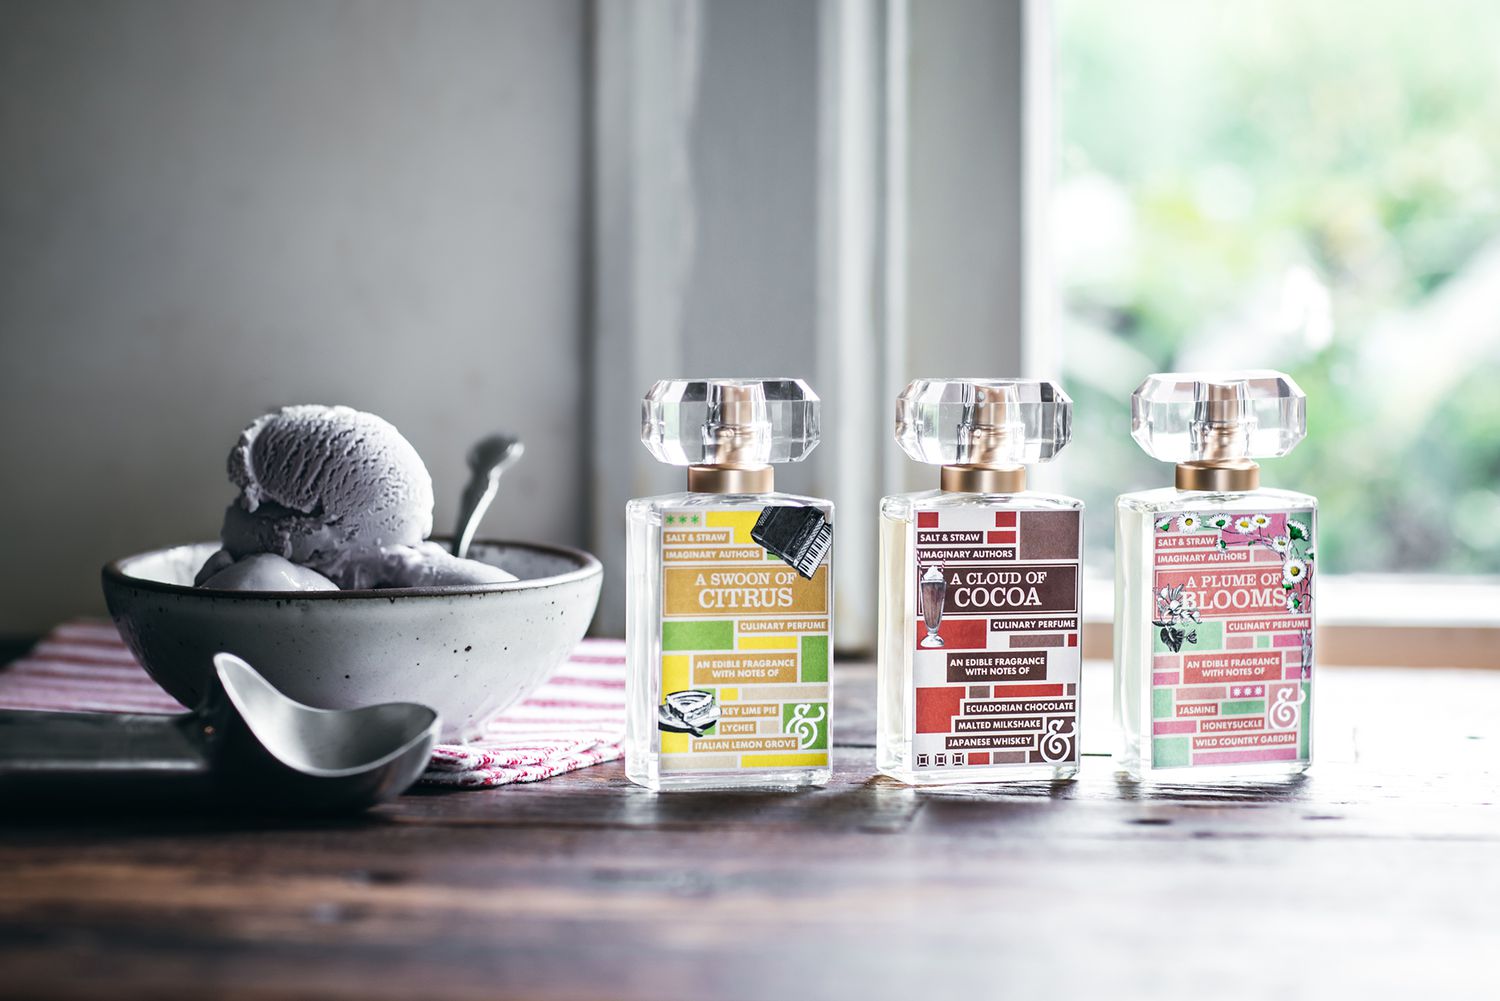 SALT & STRAW
IMAGINARY AUTHORS
A SWOON OF
CITRUS
CULINARY PERFUME
AN EDIBLE FRAGRANCE
WITH NOTES OF
KEY LIME PIE
LYCHEE
ITALIAN LEMON GROVE
&
SALT & STRAW
IMAGINARY AUTHORS
A CLOUD OF
COCOA
CULINARY PERFUME
AN EDIBLE FRAGRANCE
WITH NOTES OF
ECUADORIAN CHOCOLATE
MALTED MILKSHAKE
JAPANESE WHISKEY
&
SALT & STRAW
IMAGINARY AUTHORS
A PLUME OF
BLOOMS
CULINARY PERFUME
AN EDIBLE FRAGRANCE
WITH NOTES OF
JASMINE
HONEYSUCKLE
WILD COUNTRY GARDEN
&